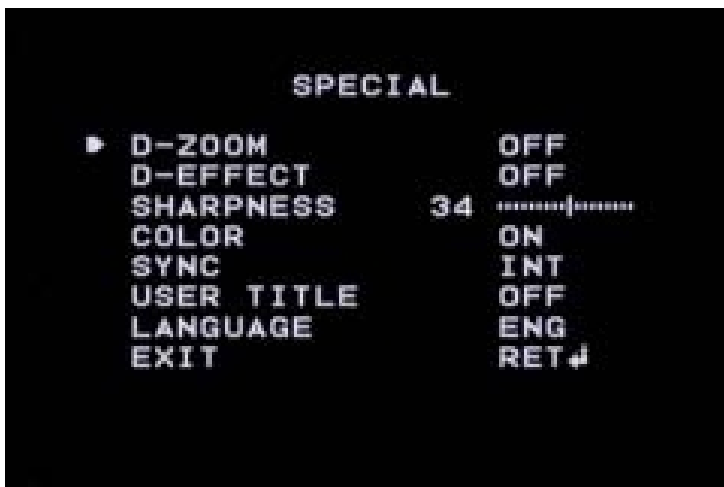 SPECIAL
D-ZOOM OFF
D-EFFECT OFF
SHARPNESS 34
COLOR ON
SYNC INT
USER TITLE OFF
LANGUAGE ENG
EXIT RET↲